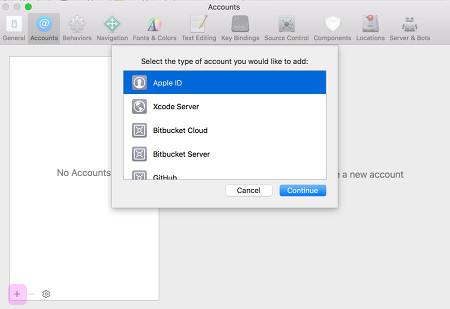 Accounts
General Accounts Behaviors Navigation Fonts & Colors Text Editing Key Bindings Source Control Components Locations Server & Bots
Select the type of account you would like to add:
Apple ID
Xcode Server
Bitbucket Cloud
Bitbucket Server
GitHub
No Accounts
e a new account
Cancel Continue